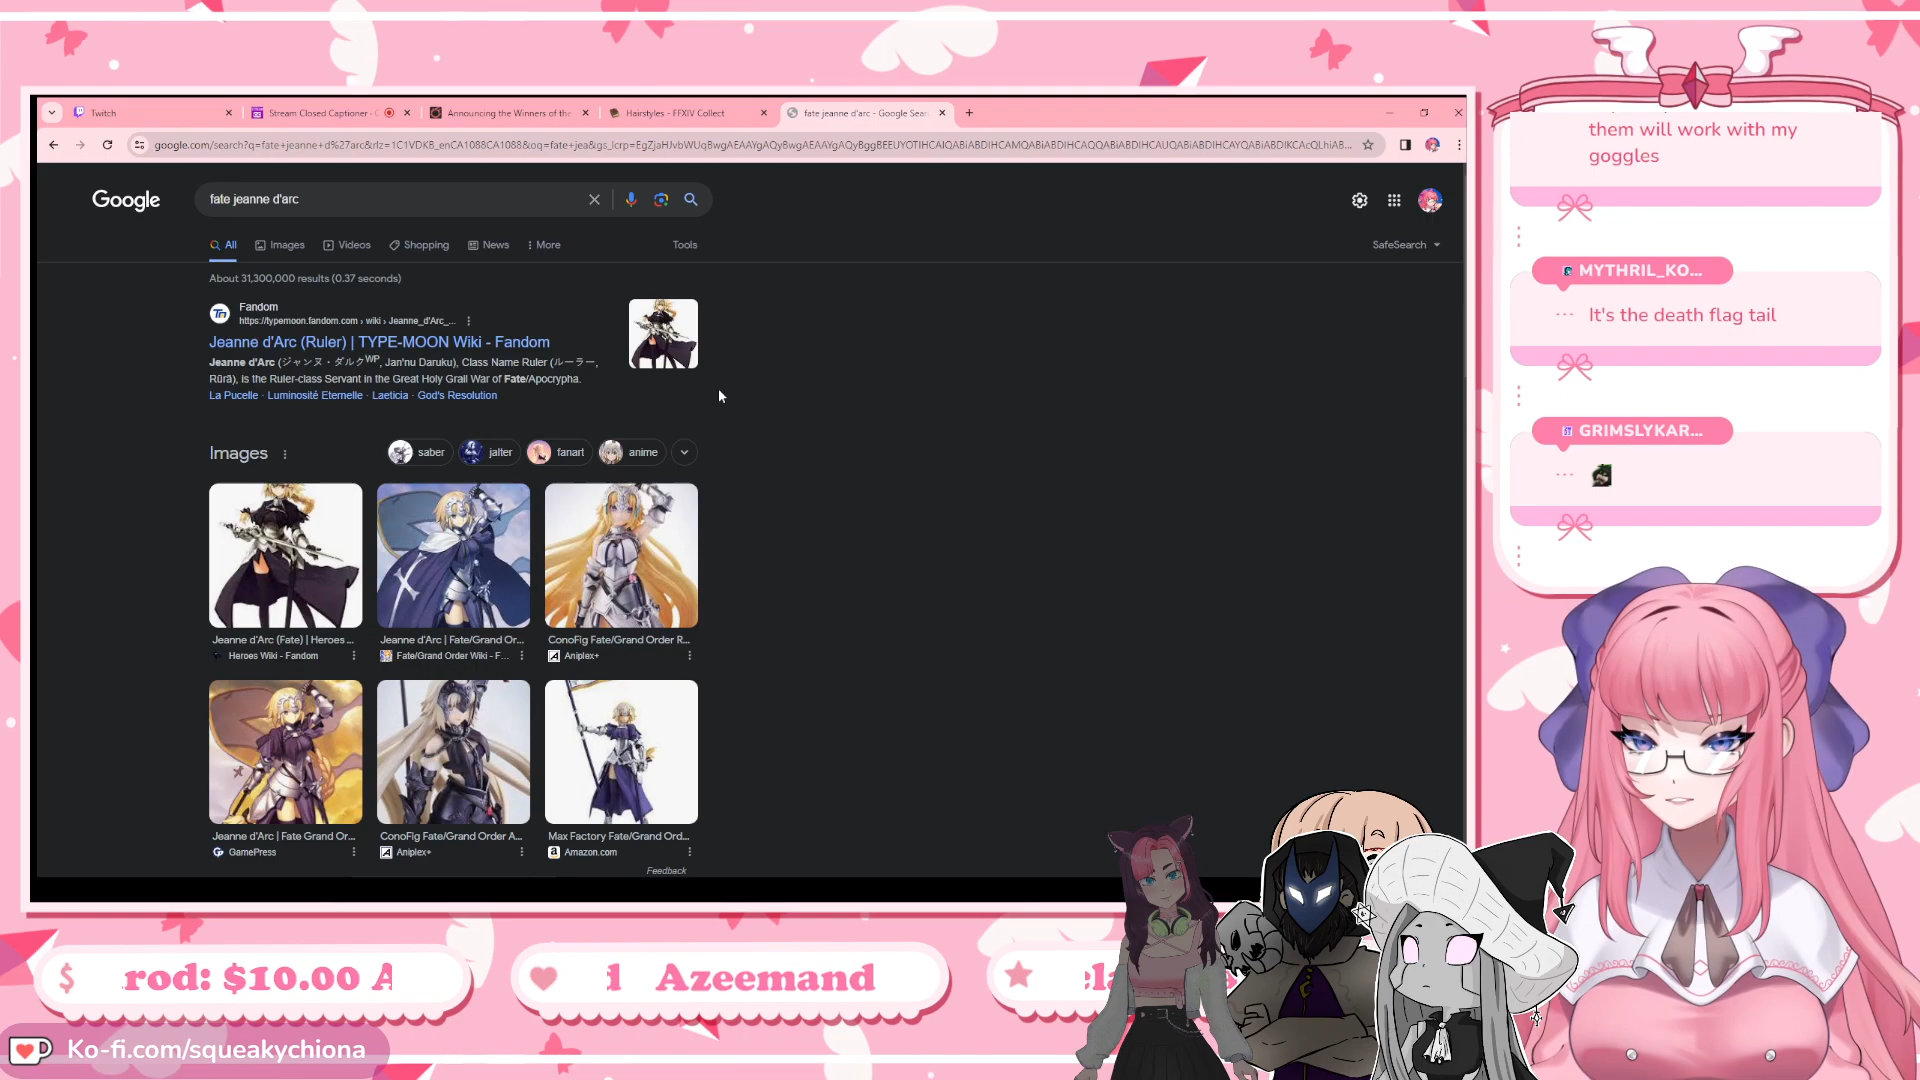 Twitch
Stream Closed Captioner - C
Announcing the Winners of the
Hairstyles - FFXIV Collect
fate jeanne d'arc - Google Sear
Google
fate jeanne d'arc
All
Images
Videos
Shopping
News
More
Tools
SafeSearch
About 31,300,000 results (0.37 seconds)
Fandom
https://typemoon.fandom.com › wiki › Jeanne_d'Arc_...
Jeanne d'Arc (Ruler) | TYPE-MOON Wiki - Fandom
Jeanne d'Arc (ジャンヌ・ダルクWP, Jan'nu Daruku), Class Name Ruler (ルーラー,
Rūrā), is the Ruler-class Servant in the Great Holy Grail War of Fate/Apocrypha.
La Pucelle · Luminosité Eternelle · Laeticia · God's Resolution
Images
saber
jalter
fanart
anime
Jeanne d'Arc (Fate) | Heroes ...
Heroes Wiki - Fandom
Jeanne d'Arc | Fate/Grand Or...
Fate/Grand Order Wiki - F...
ConoFig Fate/Grand Order R...
Aniplex+
Jeanne d'Arc | Fate Grand Or...
GamePress
ConoFig Fate/Grand Order A...
Aniplex+
Max Factory Fate/Grand Ord...
Amazon.com
Feedback
them will work with my
goggles
MYTHRIL_KO...
It's the death flag tail
GRIMSLYKAR...
rod: $10.00 A
d Azeemand
Ko-fi.com/squeakychiona